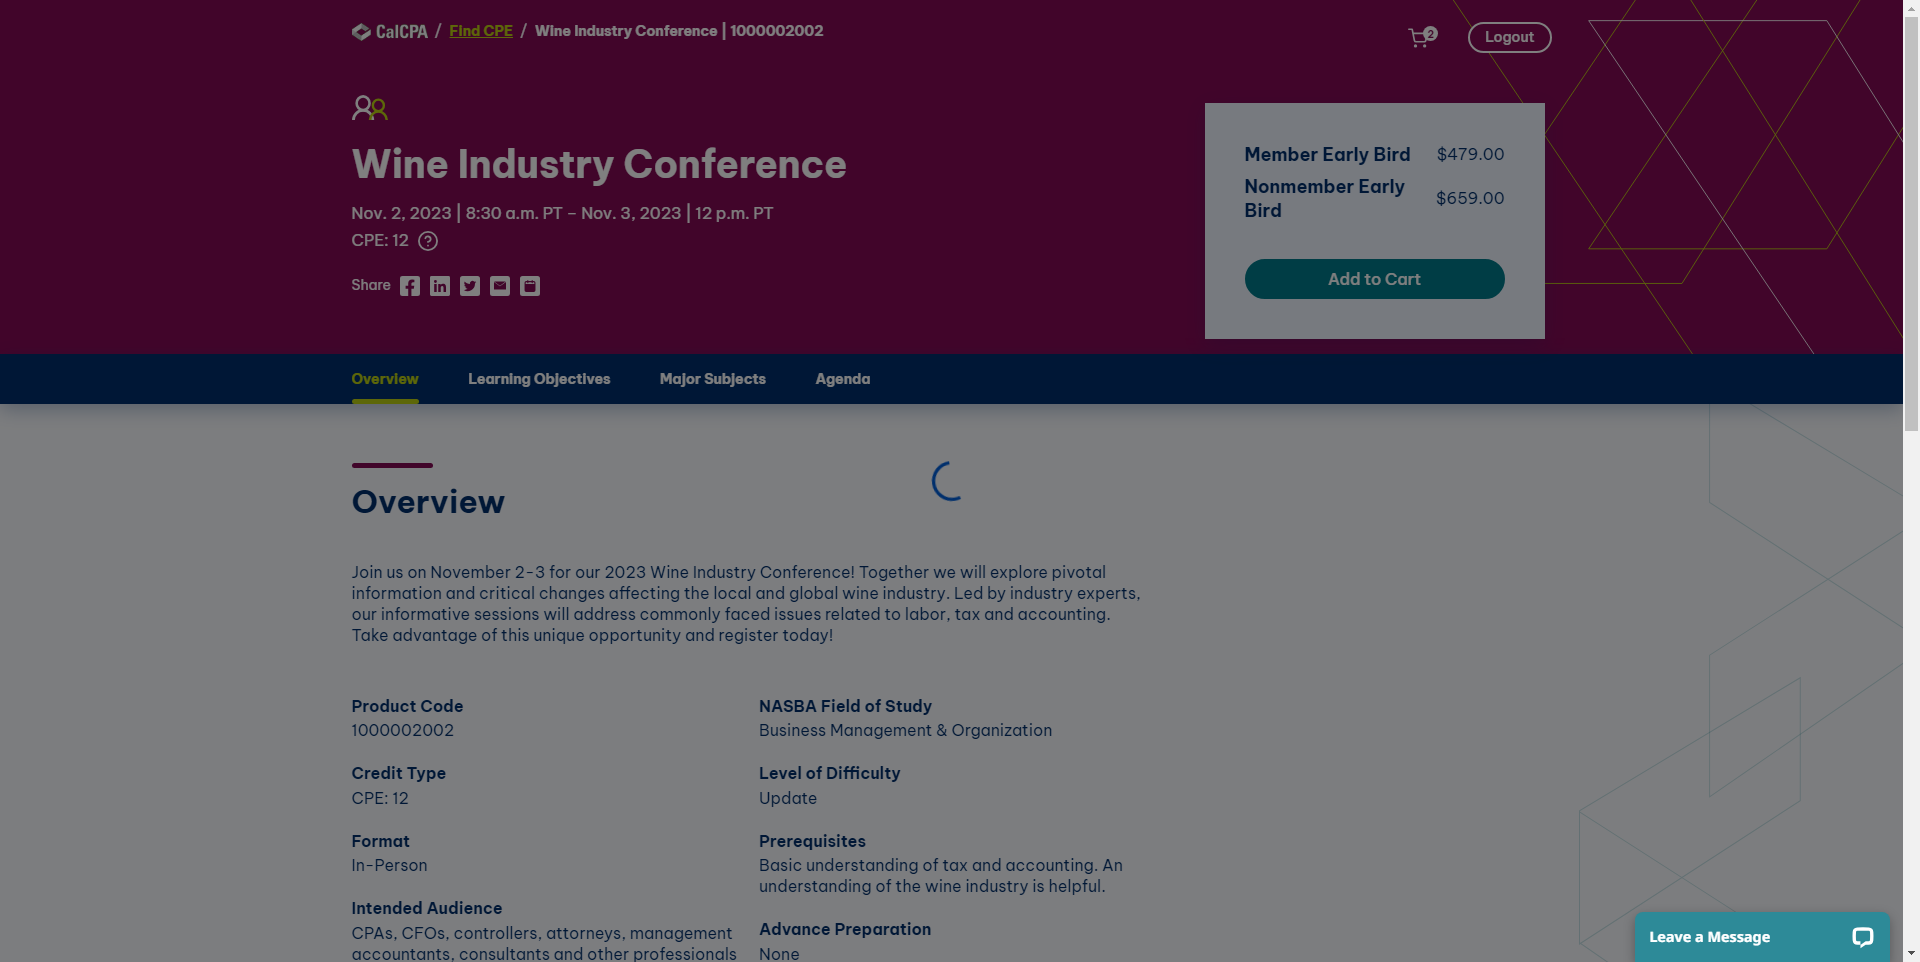 CalCPA / Find CPE / Wine Industry Conference | 1000002002
2
Logout
Wine Industry Conference
Nov. 2, 2023 | 8:30 a.m. PT – Nov. 3, 2023 | 12 p.m. PT
CPE: 12 ?
Share
Member Early Bird $479.00
Nonmember Early Bird $659.00
Add to Cart
Overview Learning Objectives Major Subjects Agenda
Overview
Join us on November 2-3 for our 2023 Wine Industry Conference! Together we will explore pivotal
information and critical changes affecting the local and global wine industry. Led by industry experts,
our informative sessions will address commonly faced issues related to labor, tax and accounting.
Take advantage of this unique opportunity and register today!
Product Code
1000002002
Credit Type
CPE: 12
Format
In-Person
Intended Audience
CPAs, CFOs, controllers, attorneys, management
accountants, consultants and other professionals
NASBA Field of Study
Business Management & Organization
Level of Difficulty
Update
Prerequisites
Basic understanding of tax and accounting. An
understanding of the wine industry is helpful.
Advance Preparation
None
Leave a Message